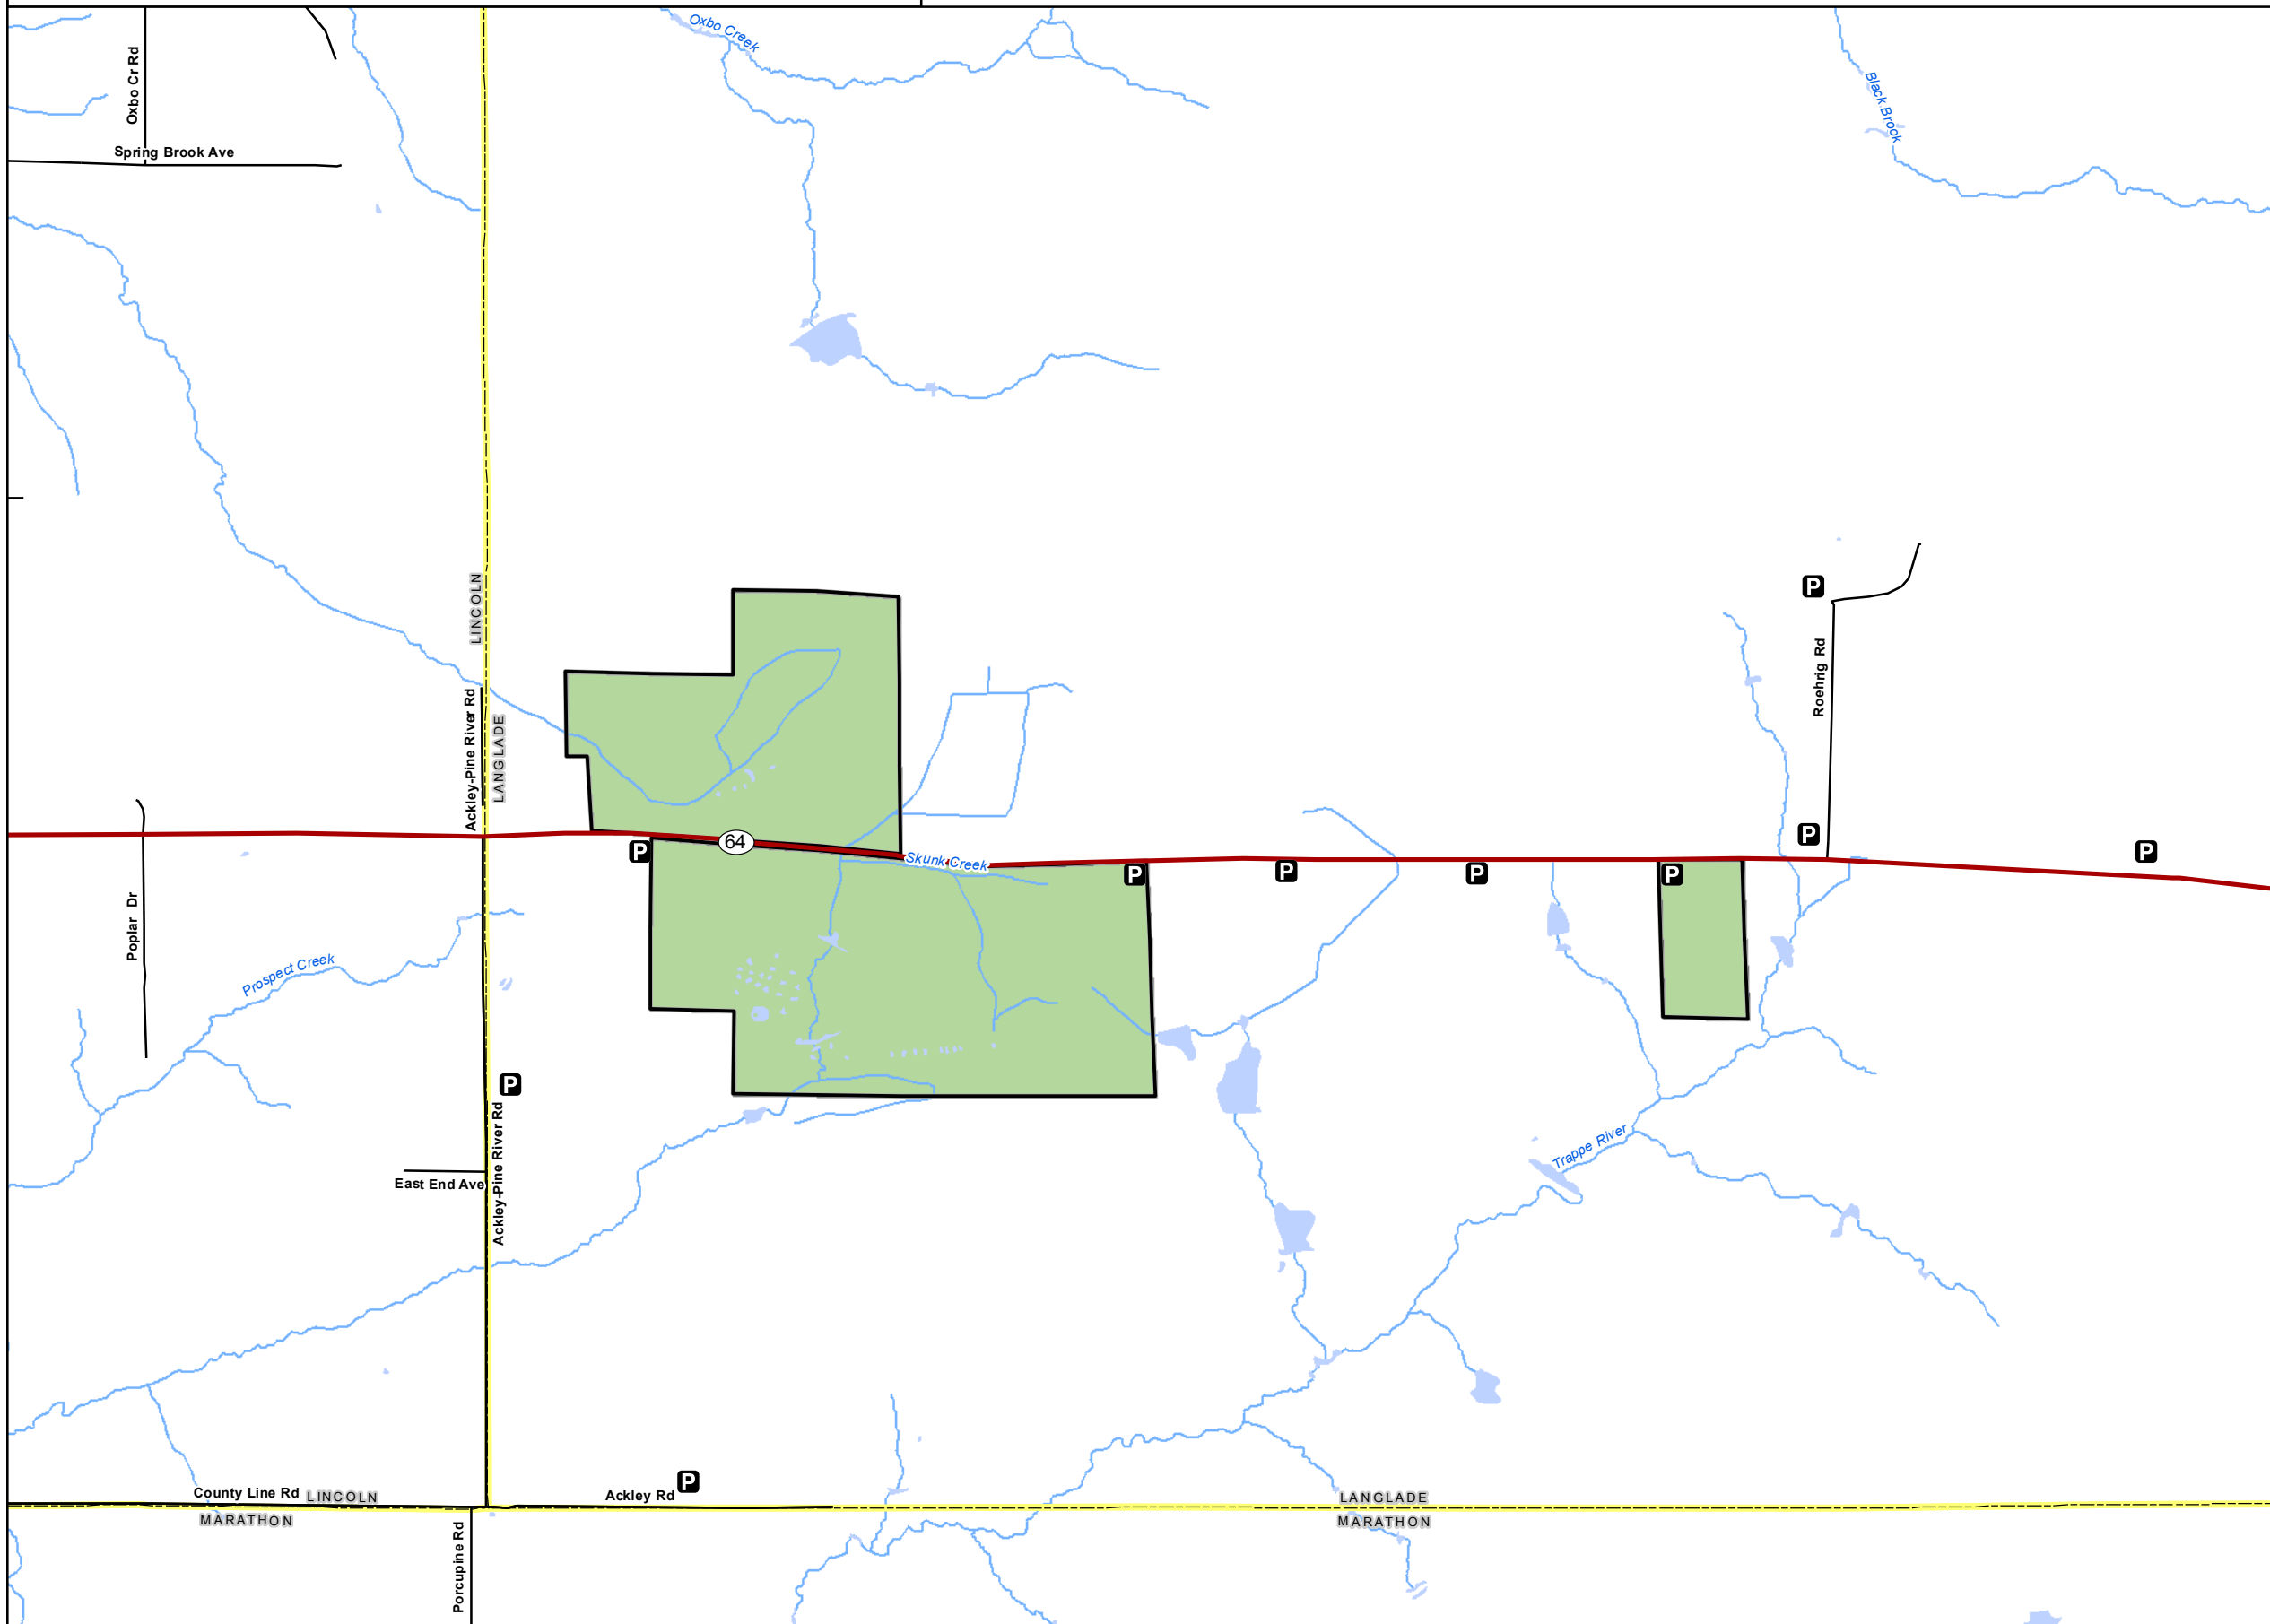 Oxbo Creek
Oxbo Cr Rd
Black Brook
Spring Brook Ave
LINCOLN
P
Roehrig Rd
Ackley-Pine River Rd
LANGLADE
P
64
P
P
Skunk Creek
P
P
P
P
Poplar Dr
Prospect Creek
P
Ackley-Pine River Rd
Trappe River
East End Ave
P
County Line Rd
LINCOLN
Ackley Rd
LANGLADE
MARATHON
MARATHON
Porcupine Rd